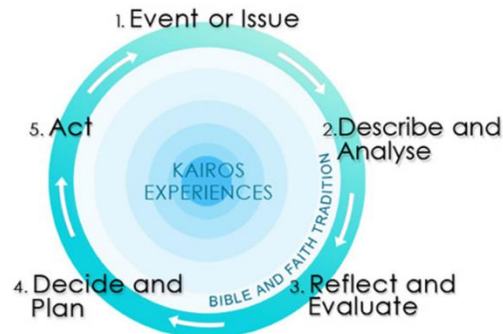 1. Event or Issue
2. Describe and
Analyse
3. Reflect and
Evaluate
4. Decide and
Plan
5. Act
KAIROS
EXPERIENCES
BIBLE AND FAITH TRADITION